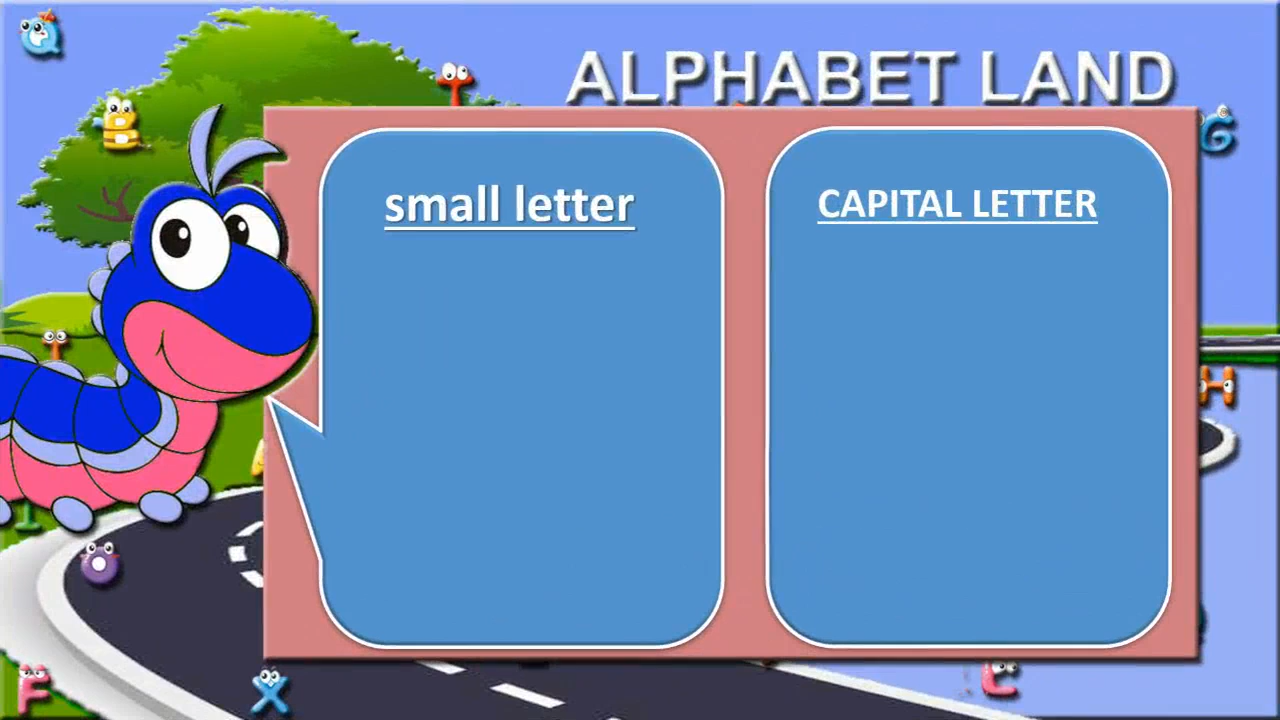 ALPHABET LAND
small letter
CAPITAL LETTER
Q
B
G
H
F
X